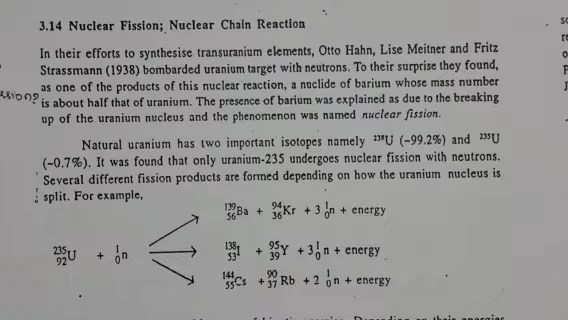 3.14 Nuclear Fission; Nuclear Chain Reaction
In their efforts to synthesise transuranium elements, Otto Hahn, Lise Meitner and Fritz
Strassmann (1938) bombarded uranium target with neutrons. To their surprise they found,
as one of the products of this nuclear reaction, a nuclide of barium whose mass number
is about half that of uranium. The presence of barium was explained as due to the breaking
up of the uranium nucleus and the phenomenon was named nuclear fission.
Natural uranium has two important isotopes namely ²³⁸U (~99.2%) and ²³⁵U
(~0.7%). It was found that only uranium-235 undergoes nuclear fission with neutrons.
Several different fission products are formed depending on how the uranium nucleus is
split. For example,
¹³⁹₅₆Ba + ⁹⁴₃₆Kr + 3 ¹₀n + energy
²³⁵₉₂U + ¹₀n
¹³⁸₅₃I + ⁹⁵₃₉Y + 3 ¹₀n + energy
¹⁴⁴₅₅Cs + ⁹⁰₃₇Rb + 2 ¹₀n + energy